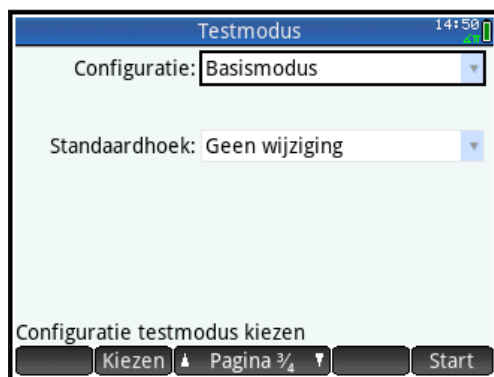 Testmodus 14:50
∡π
Configuratie: Basismodus
Standaardhoek: Geen wijziging
Configuratie testmodus kiezen
Kiezen Pagina ¾ Start